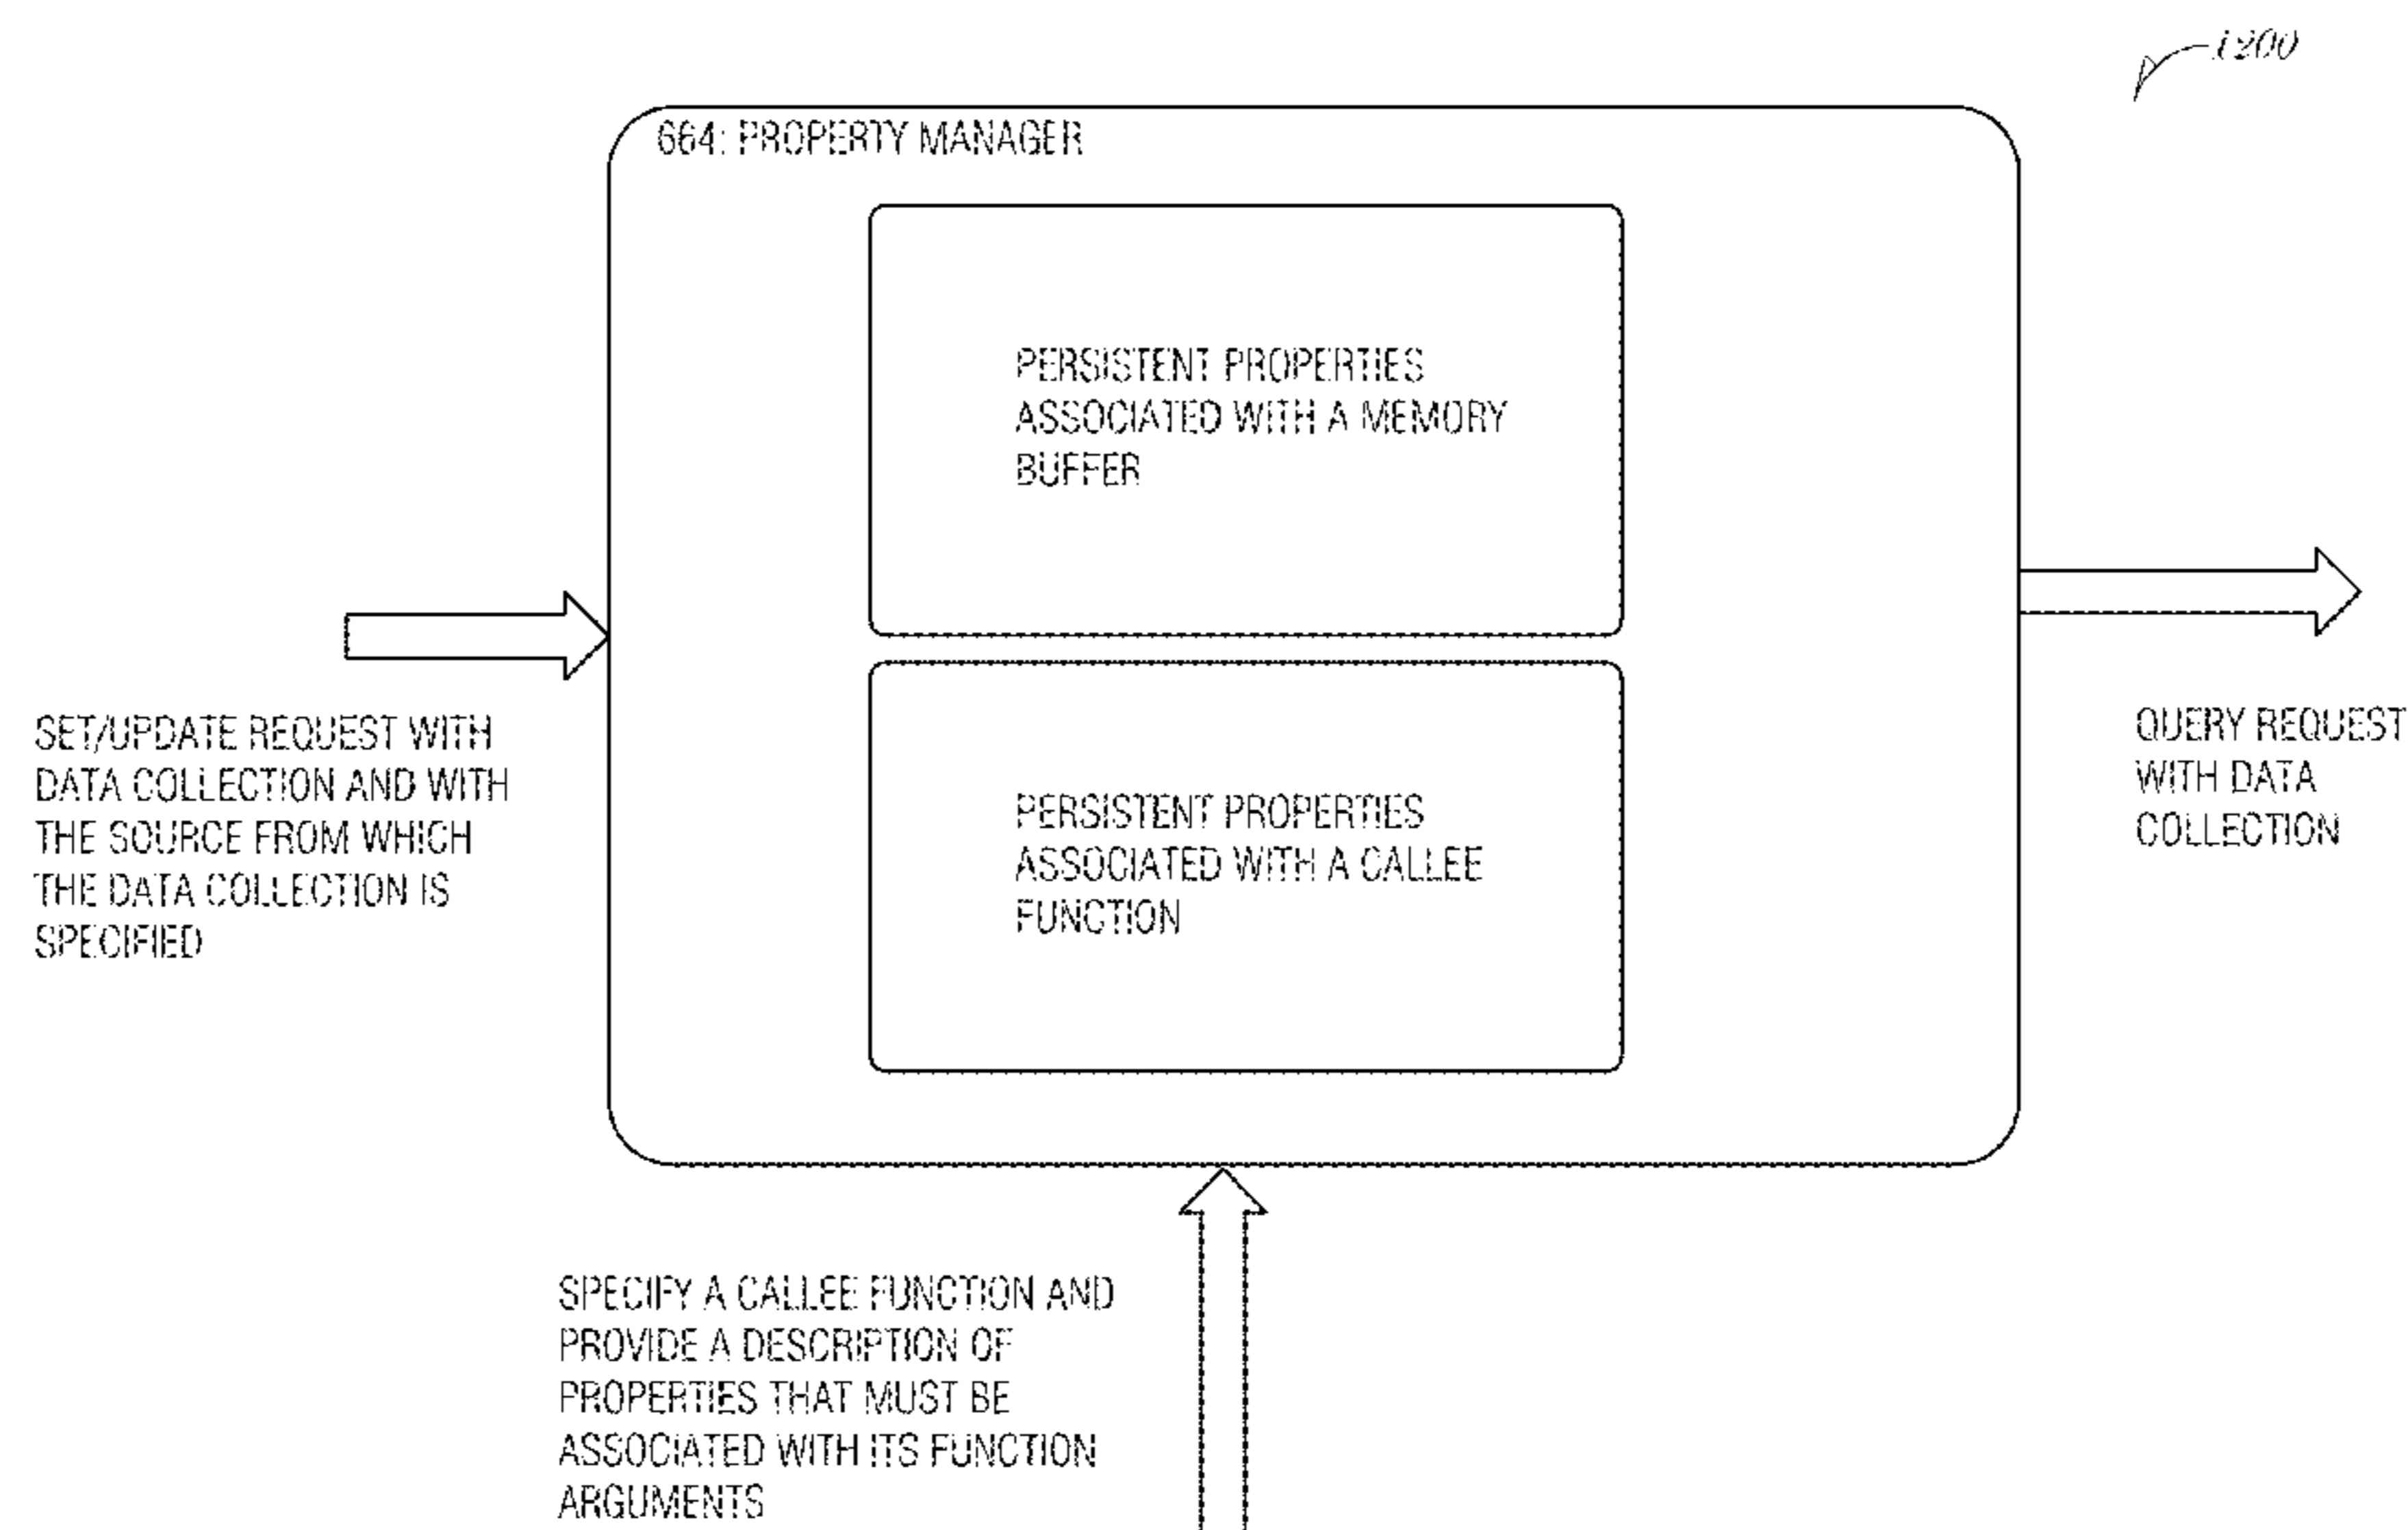 1200
664: PROPERTY MANAGER
PERSISTENT PROPERTIES
ASSOCIATED WITH A MEMORY
BUFFER
SET/UPDATE REQUEST WITH
DATA COLLECTION AND WITH
THE SOURCE FROM WHICH
THE DATA COLLECTION IS
SPECIFIED
QUERY REQUEST
WITH DATA
COLLECTION
PERSISTENT PROPERTIES
ASSOCIATED WITH A CALLEE
FUNCTION
SPECIFY A CALLEE FUNCTION AND
PROVIDE A DESCRIPTION OF
PROPERTIES THAT MUST BE
ASSOCIATED WITH ITS FUNCTION
ARGUMENTS